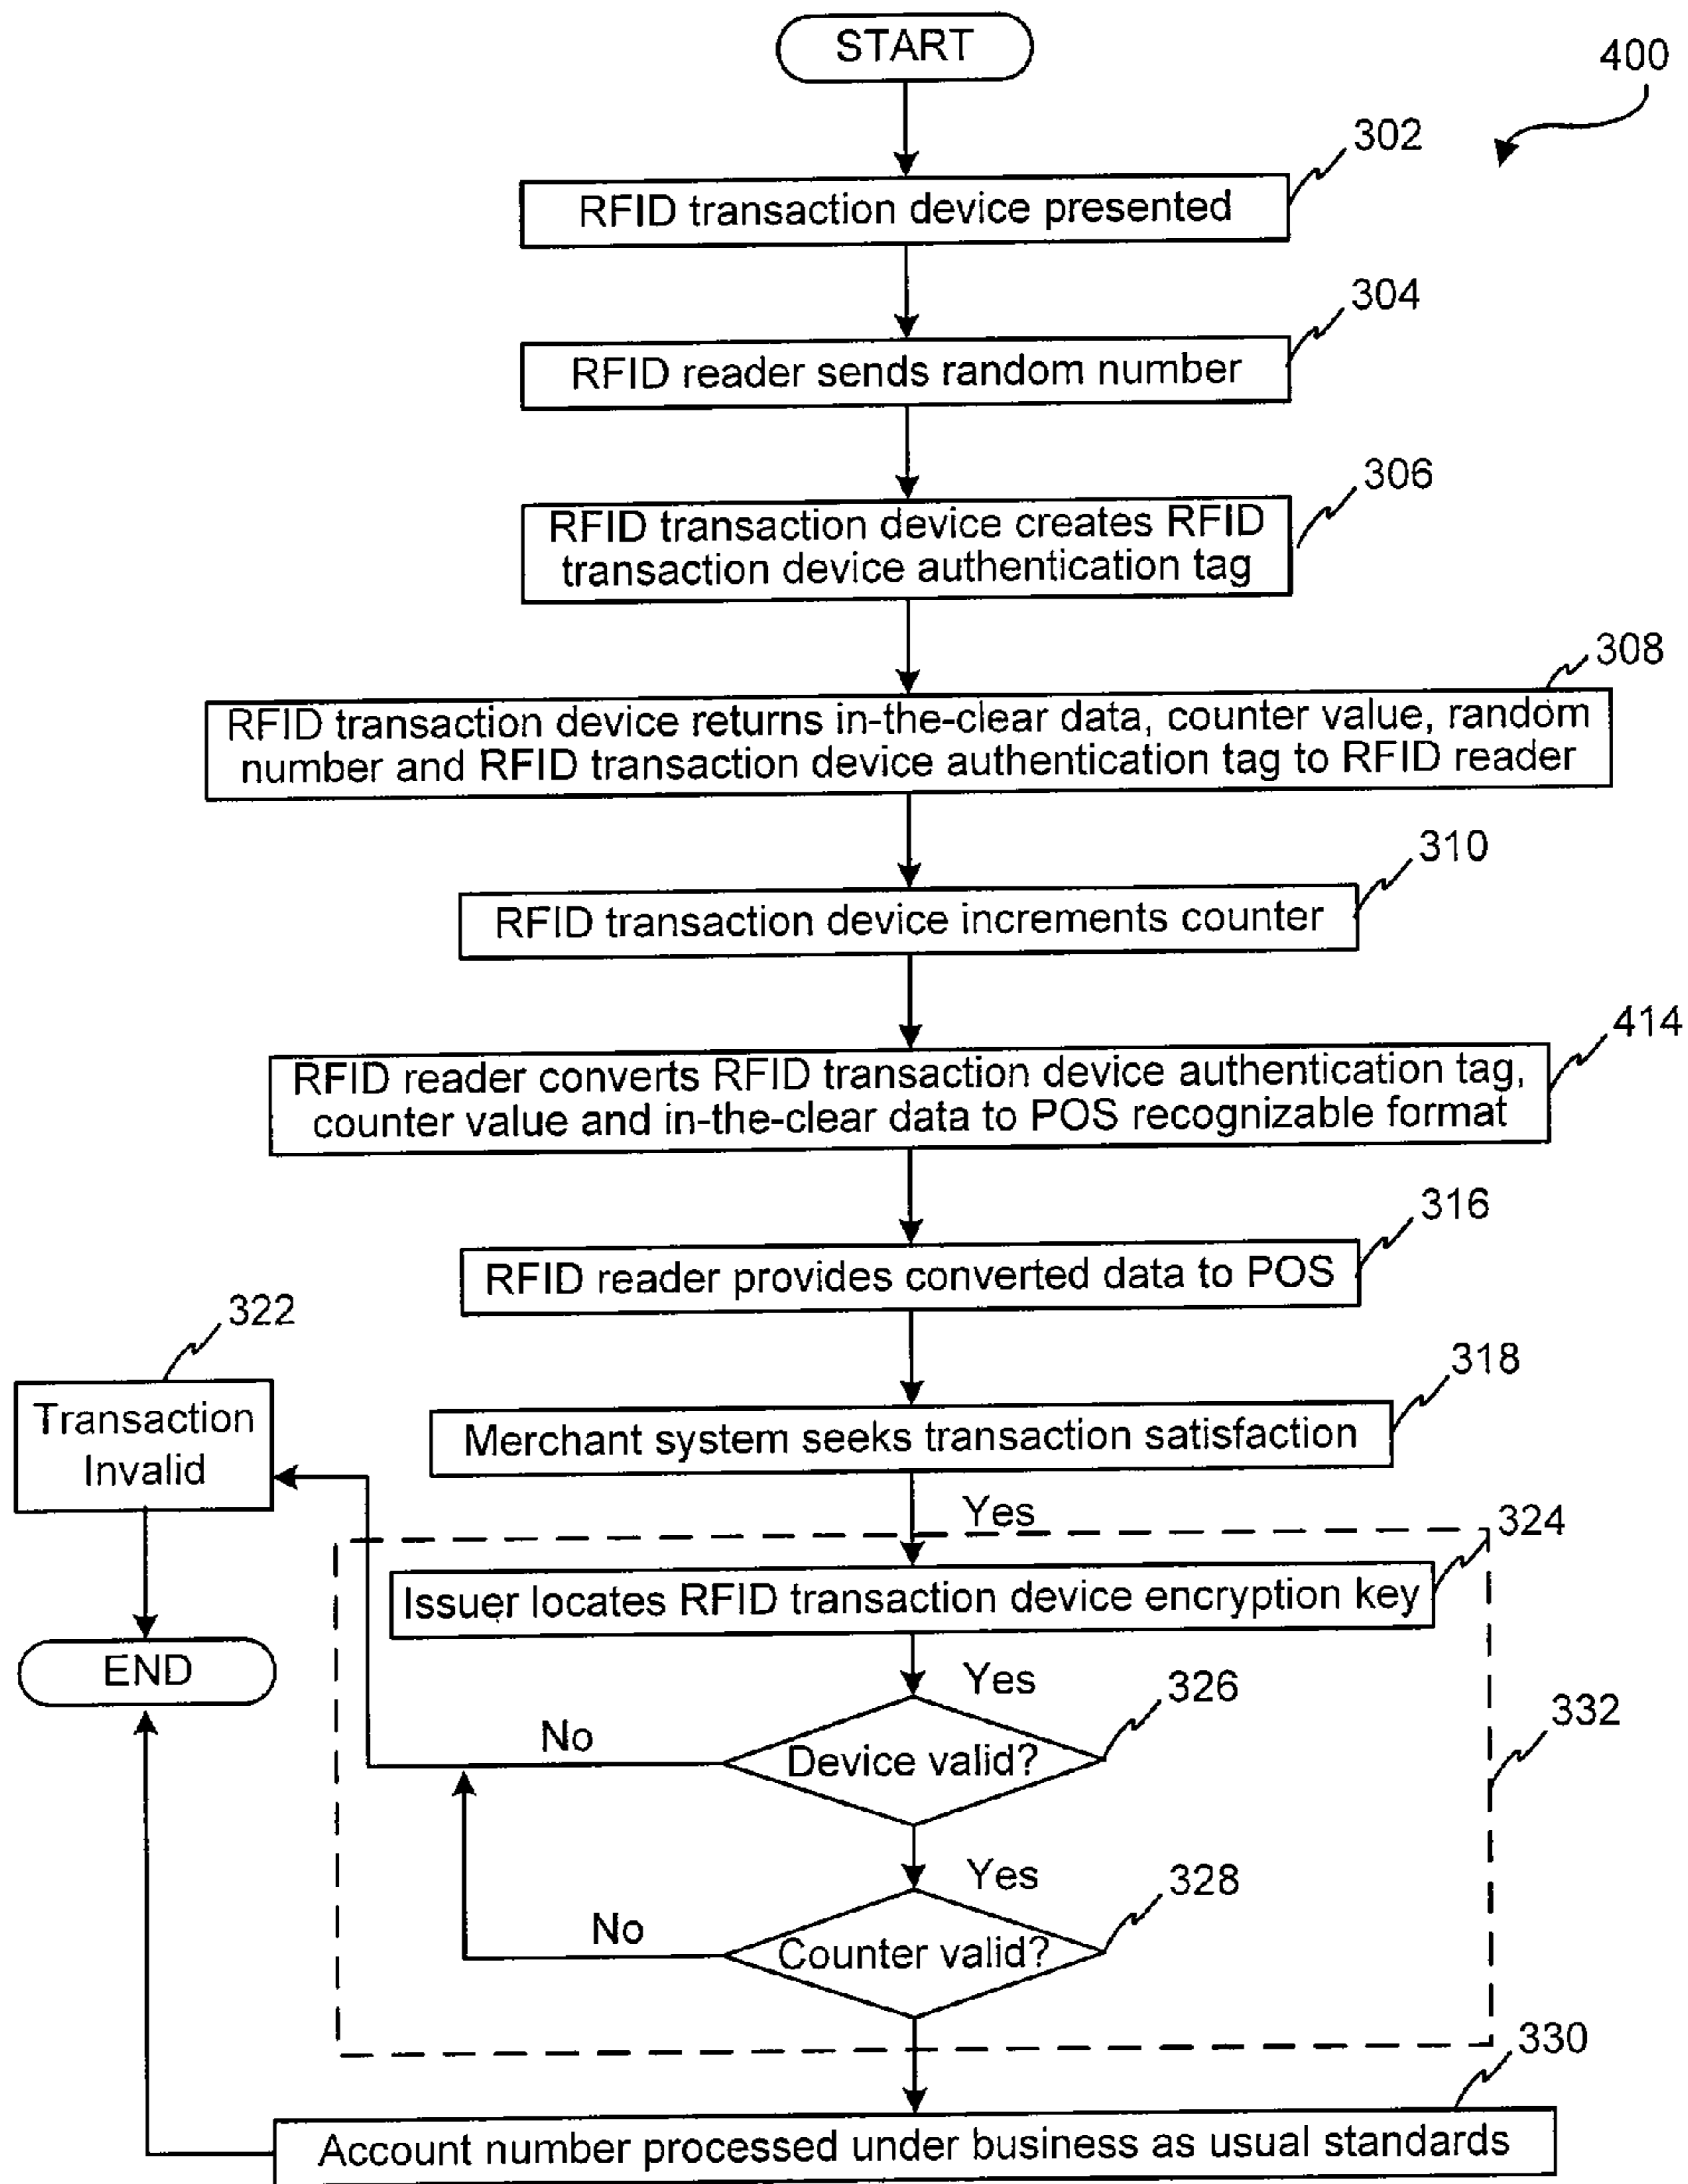 START
400
302
RFID transaction device presented
304
RFID reader sends random number
306
RFID transaction device creates RFID
transaction device authentication tag
308
RFID transaction device returns in-the-clear data, counter value, random
number and RFID transaction device authentication tag to RFID reader
310
RFID transaction device increments counter
414
RFID reader converts RFID transaction device authentication tag,
counter value and in-the-clear data to POS recognizable format
316
RFID reader provides converted data to POS
322
Transaction
Invalid
318
Merchant system seeks transaction satisfaction
Yes
324
Issuer locates RFID transaction device encryption key
END
Yes
326
No
Device valid?
332
Yes
328
No
Counter valid?
330
Account number processed under business as usual standards